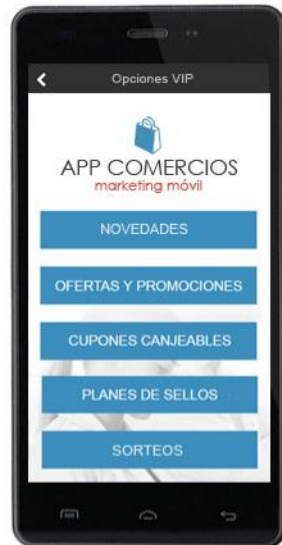 Opciones VIP
APP COMERCIOS
marketing móvil
NOVEDADES
OFERTAS Y PROMOCIONES
CUPONES CANJEABLES
PLANES DE SELLOS
SORTEOS